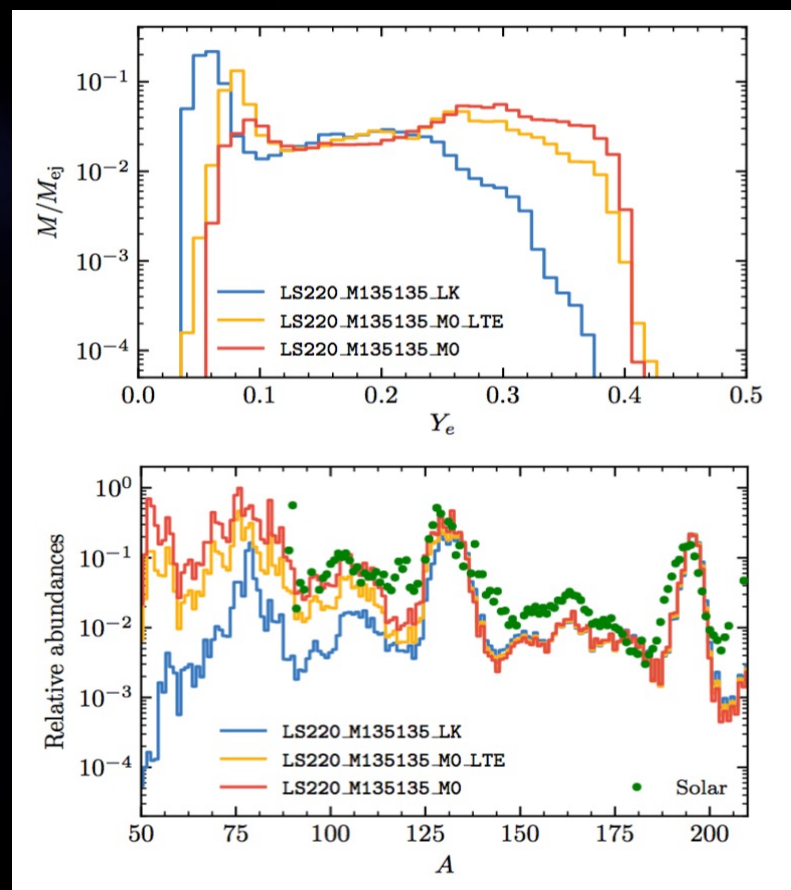 10⁻¹
10⁻²
10⁻³
10⁻⁴
M/M_ej
LS220_M135135_LK
LS220_M135135_M0_LTE
LS220_M135135_M0
0.0 0.1 0.2 0.3 0.4 0.5
Y_e
10⁰
10⁻¹
10⁻²
10⁻³
10⁻⁴
Relative abundances
LS220_M135135_LK
LS220_M135135_M0_LTE
LS220_M135135_M0
Solar
50 75 100 125 150 175 200
A